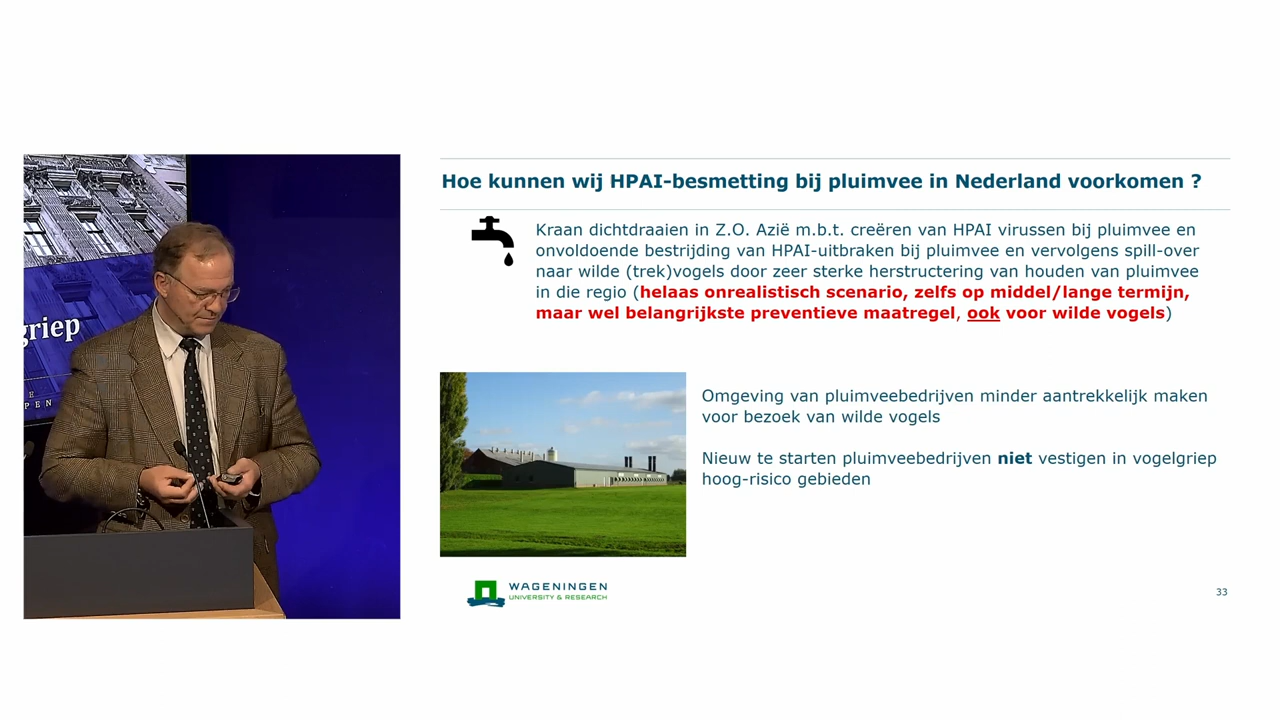 griep
E
PEN
Hoe kunnen wij HPAI-besmetting bij pluimvee in Nederland voorkomen ?
Kraan dichtdraaien in Z.O. Azië m.b.t. creëren van HPAI virussen bij pluimvee en
onvoldoende bestrijding van HPAI-uitbraken bij pluimvee en vervolgens spill-over
naar wilde (trek)vogels door zeer sterke herstructering van houden van pluimvee
in die regio (helaas onrealistisch scenario, zelfs op middel/lange termijn,
maar wel belangrijkste preventieve maatregel, ook voor wilde vogels)
Omgeving van pluimveebedrijven minder aantrekkelijk maken
voor bezoek van wilde vogels
Nieuw te starten pluimveebedrijven niet vestigen in vogelgriep
hoog-risico gebieden
WAGENINGEN
UNIVERSITY & RESEARCH
33